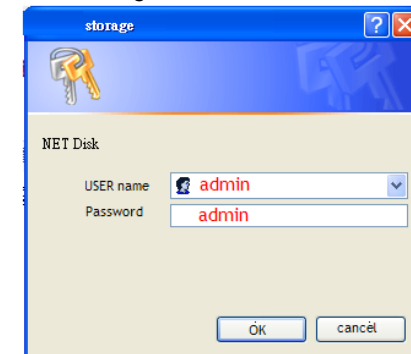 storage
NET Disk
USER name admin
Password admin
OK cancel